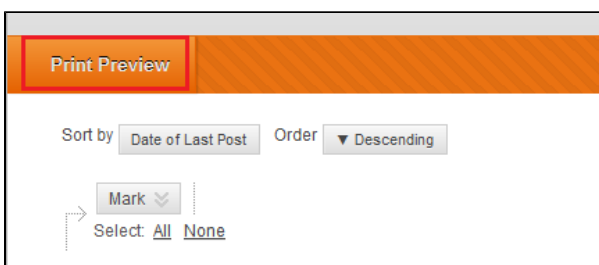 Print Preview
Sort by Date of Last Post Order ▼ Descending
Mark
Select: All None